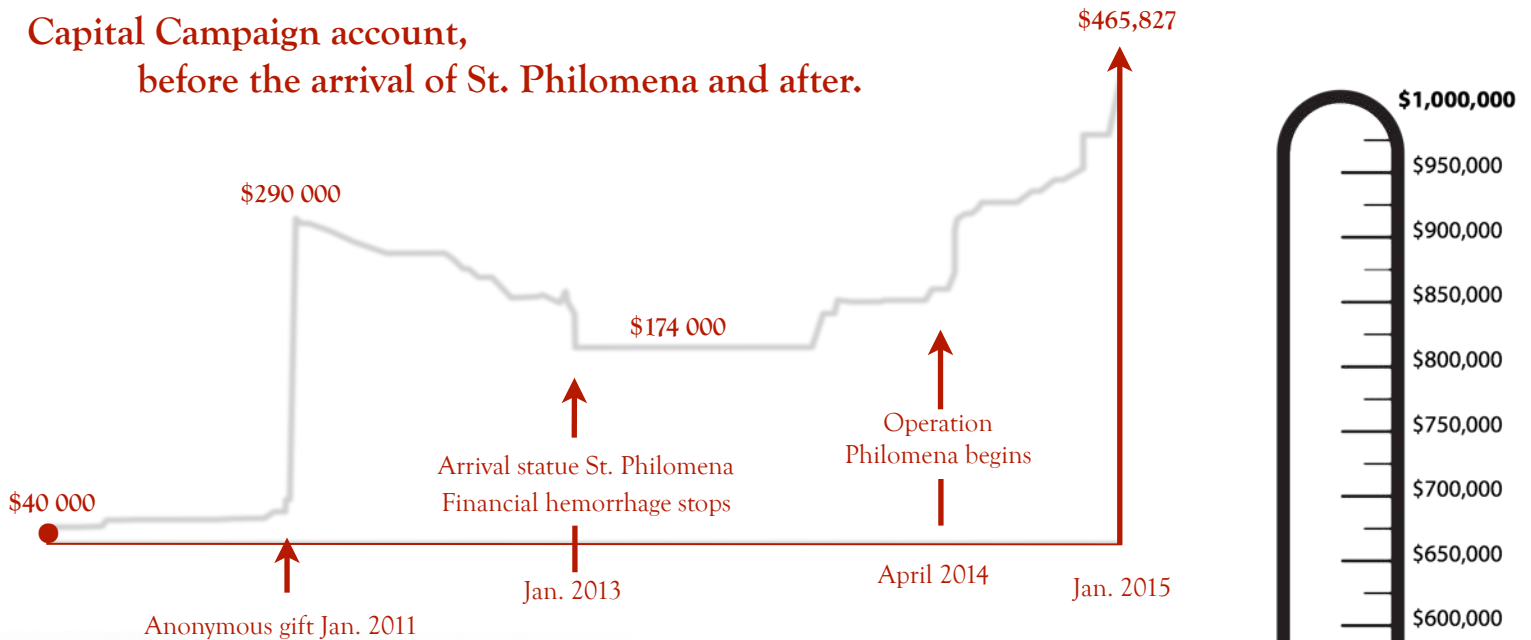 Capital Campaign account,
before the arrival of St. Philomena and after.
$465,827
$290 000
$174 000
$40 000
Arrival statue St. Philomena
Financial hemorrhage stops
Operation
Philomena begins
Anonymous gift Jan. 2011
Jan. 2013
April 2014
Jan. 2015
$1,000,000
$950,000
$900,000
$850,000
$800,000
$750,000
$700,000
$650,000
$600,000